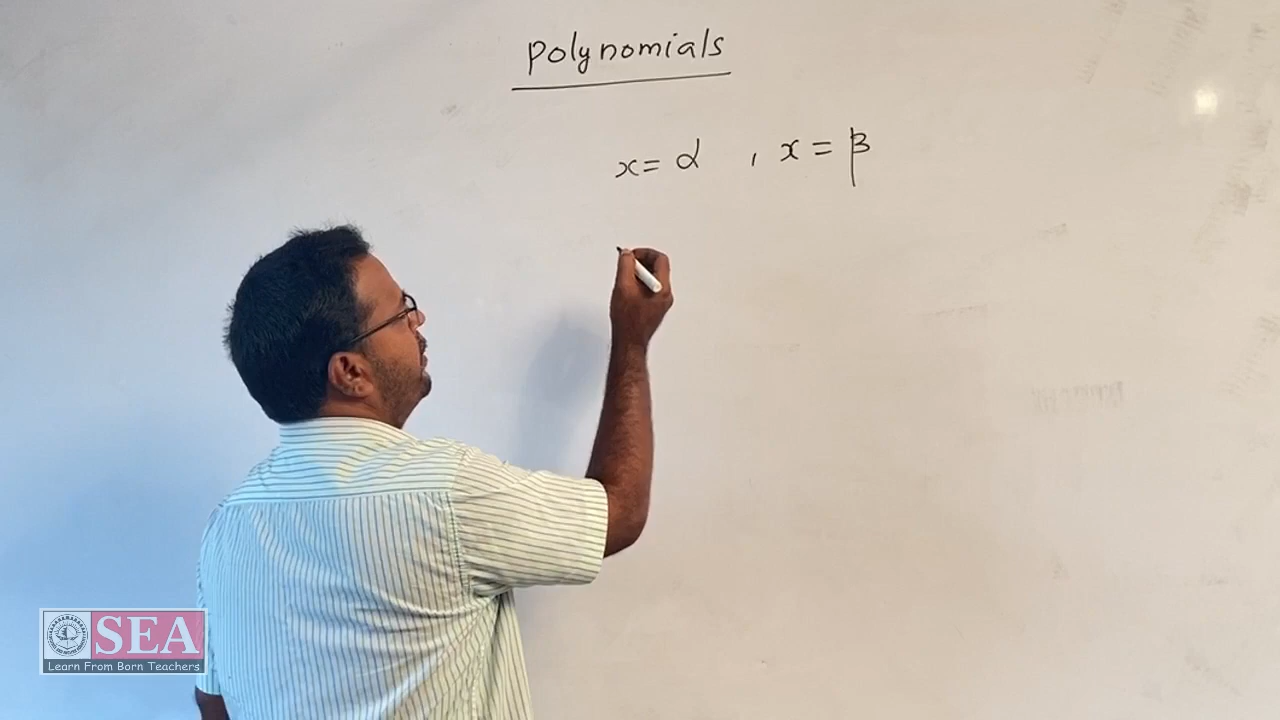 Polynomials
x = α , x = β
SEA
Learn From Born Teachers